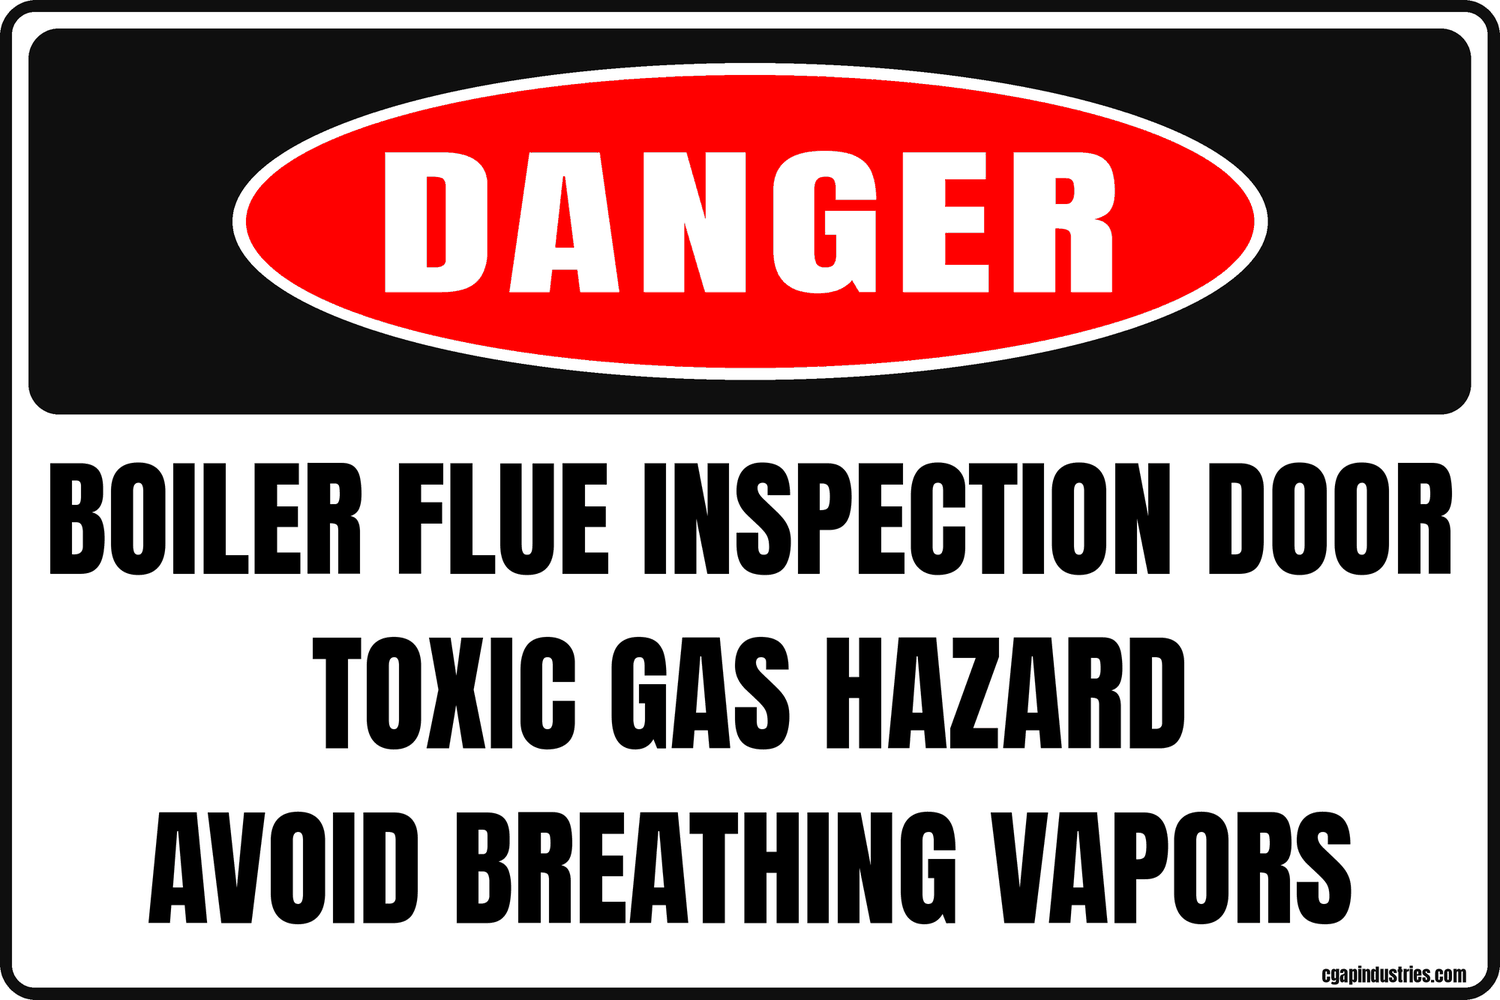 DANGER
BOILER FLUE INSPECTION DOOR
TOXIC GAS HAZARD
AVOID BREATHING VAPORS
cgapindustries.com